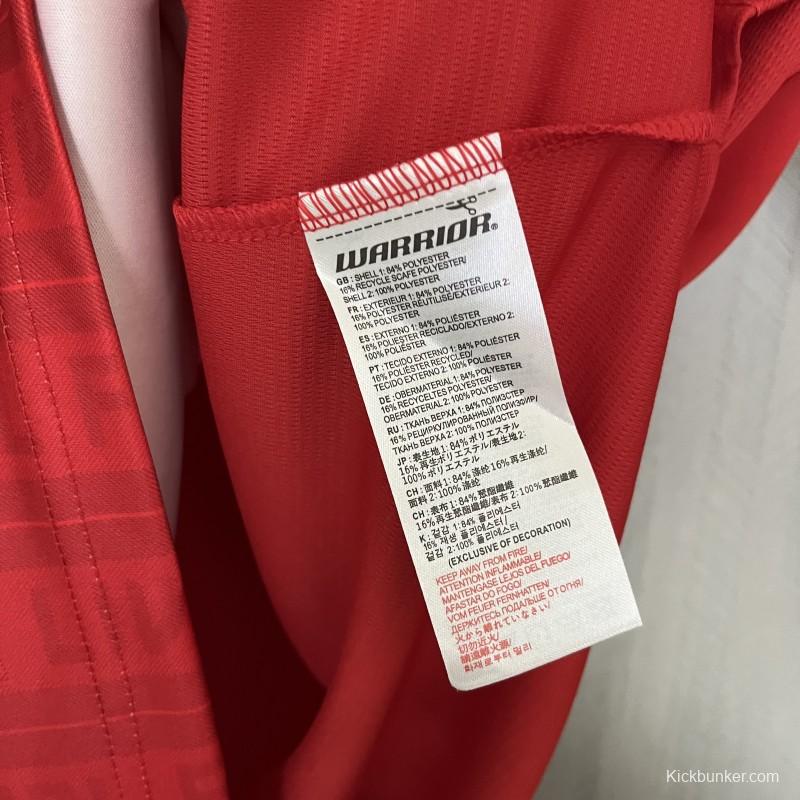 WARRIOR®
GB : SHELL 1: 84% POLYESTER
16% RECYCLE SCAFE POLYESTER/
SHELL 2: 100% POLYESTER
FR : EXTERIEUR 1: 84% POLYESTER
16% POLYESTER RÉUTILISÉ/EXTERIEUR 2:
100% POLYESTER
ES : EXTERNO 1: 84% POLIÉSTER
16% POLIESTER RECICLADO/EXTERNO 2:
100% POLIÉSTER
PT : TECIDO EXTERNO 1: 84% POLIÉSTER
16% POLIÉSTER RECYCLED/
TECIDO EXTERNO 2: 100% POLIÉSTER
DE : OBERMATERIAL 1: 84% POLYESTER
16% RECYCELTES POLYESTER/
OBERMATERIAL 2: 100% POLYESTER
RU : ТКАНЬ ВЕРХА 1: 84% ПОЛИЭСТЕР
16% РЕЦИРКУЛИРОВАННЫЙ ПОЛИЭФИР/
ТКАНЬ ВЕРХА 2: 100% ПОЛИЭСТЕР
JP : 表生地1: 84% ポリエステル
16% 再生ポリエステル/表生地2:
100% ポリエステル
CH : 面料1: 84% 涤纶 16% 再生涤纶/
面料 2: 100% 涤纶
CH : 表布1: 84% 聚酯纖維
16% 再生聚酯纖維/表布 2: 100% 聚酯纖維
K : 겉감 1:84% 폴리에스터
16% 재생 폴리에스터 |
겉감 2: 100% 폴리에스터
(EXCLUSIVE OF DECORATION)
KEEP AWAY FROM FIRE/
ATTENTION INFLAMMABLE/
MANTENGASE LEJOS DEL FUEGO/
AFASTAR DO FOGO/
VOM FEUER FERNHATTEN/
ДЕРЖИТЕСЬ ПОДАЛЬШЕ ОТ ОГНЯ/
火から離れていなさい/
切勿近火/
請遠離火源/
화재로부터 멀리
Kickbunker.com